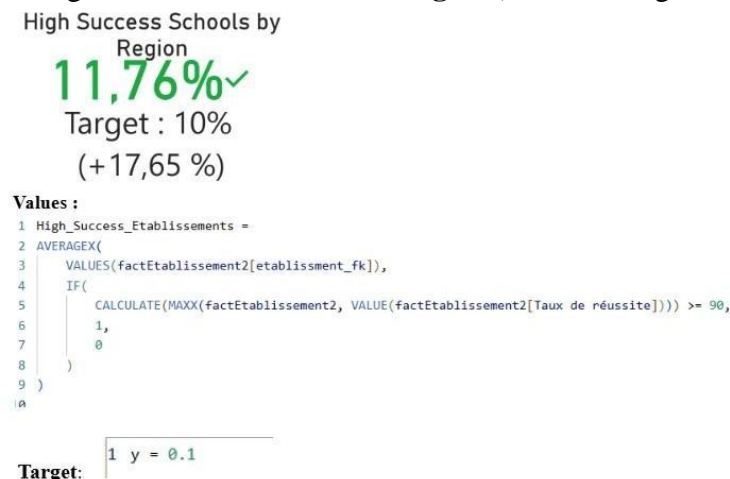 High Success Schools by
Region
11,76%✓
Target : 10%
(+17,65 %)
Values :
1 High_Success_Etablissements =
2 AVERAGEX(
3 VALUES(factEtablissement2[etablissment_fk]),
4 IF(
5 CALCULATE(MAXX(factEtablissement2, VALUE(factEtablissement2[Taux de réussite]))) >= 90,
6 1,
7 0
8 )
9 )
10
1 y = 0.1
Target: